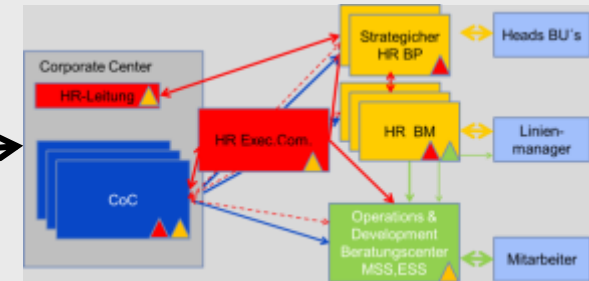 Corporate Center
HR-Leitung
CoC
HR Exec.Com.
Strategicher
HR BP
HR BM
Operations &
Development
Beratungscenter
MSS,ESS
Heads BU´s
Linien-
manager
Mitarbeiter